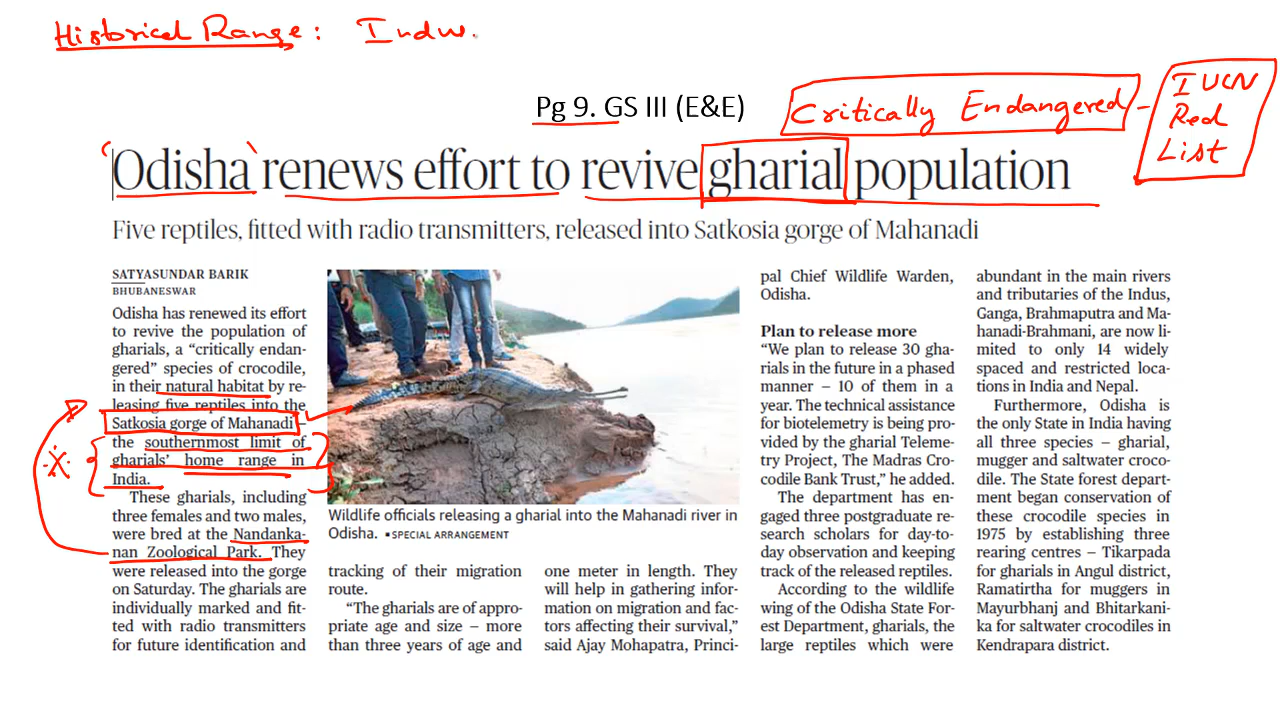 Historical Range: Indu
Pg 9. GS III (E&E)
Critically Endangered - IUCN
Red
List
'Odisha' renews effort to revive gharial population
Five reptiles, fitted with radio transmitters, released into Satkosia gorge of Mahanadi
SATYASUNDAR BARIK
BHUBANESWAR
Odisha has renewed its effort
to revive the population of
gharials, a “critically endan-
gered” species of crocodile,
in their natural habitat by re-
leasing five reptiles into the
Satkosia gorge of Mahanadi –
the southernmost limit of
gharials’ home range in
India.
These gharials, including
three females and two males,
were bred at the Nandanka-
nan Zoological Park. They
were released into the gorge
on Saturday. The gharials are
individually marked and fit-
ted with radio transmitters
for future identification and
Wildlife officials releasing a gharial into the Mahanadi river in
Odisha. ■SPECIAL ARRANGEMENT
tracking of their migration
route.
“The gharials are of appro-
priate age and size – more
than three years of age and
one meter in length. They
will help in gathering infor-
mation on migration and fac-
tors affecting their survival,”
said Ajay Mohapatra, Princi-
pal Chief Wildlife Warden,
Odisha.
Plan to release more
“We plan to release 30 gha-
rials in the future in a phased
manner – 10 of them in a
year. The technical assistance
for biotelemetry is being pro-
vided by the gharial Teleme-
try Project, The Madras Cro-
codile Bank Trust,” he added.
The department has en-
gaged three postgraduate re-
search scholars for day-to-
day observation and keeping
track of the released reptiles.
According to the wildlife
wing of the Odisha State For-
est Department, gharials, the
large reptiles which were
abundant in the main rivers
and tributaries of the Indus,
Ganga, Brahmaputra and Ma-
hanadi-Brahmani, are now li-
mited to only 14 widely
spaced and restricted loca-
tions in India and Nepal.
Furthermore, Odisha is
the only State in India having
all three species – gharial,
mugger and saltwater croco-
dile. The State forest depart-
ment began conservation of
these crocodile species in
1975 by establishing three
rearing centres – Tikarpada
for gharials in Angul district,
Ramatirtha for muggers in
Mayurbhanj and Bhitarkani-
ka for saltwater crocodiles in
Kendrapara district.